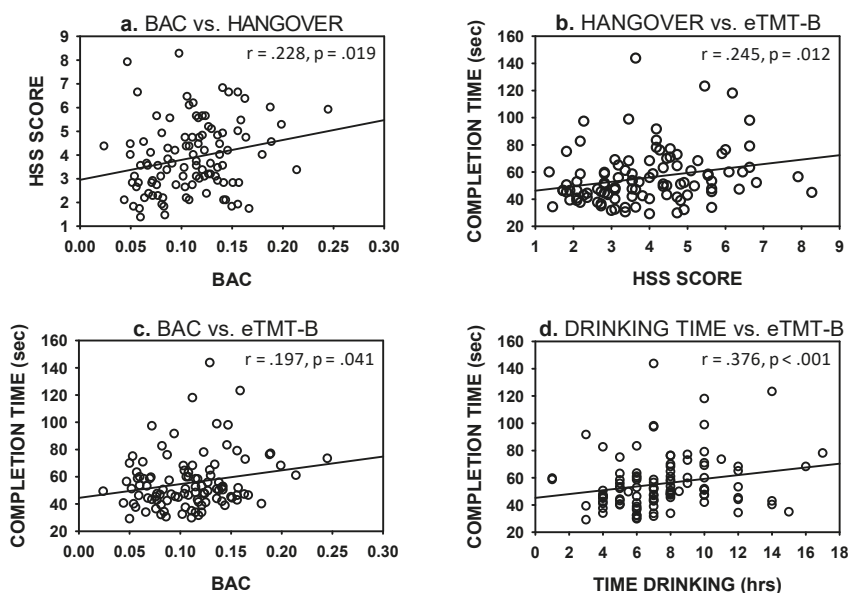 a. BAC vs. HANGOVER
r = .228, p = .019
HSS SCORE
9
8
7
6
5
4
3
2
1
0.00 0.05 0.10 0.15 0.20 0.25 0.30
BAC
b. HANGOVER vs. eTMT-B
r = .245, p = .012
COMPLETION TIME (sec)
160
140
120
100
80
60
40
20
1 2 3 4 5 6 7 8 9
HSS SCORE
c. BAC vs. eTMT-B
r = .197, p = .041
COMPLETION TIME (sec)
160
140
120
100
80
60
40
20
0.00 0.05 0.10 0.15 0.20 0.25 0.30
BAC
d. DRINKING TIME vs. eTMT-B
r = .376, p < .001
COMPLETION TIME (sec)
160
140
120
100
80
60
40
20
0 2 4 6 8 10 12 14 16 18
TIME DRINKING (hrs)